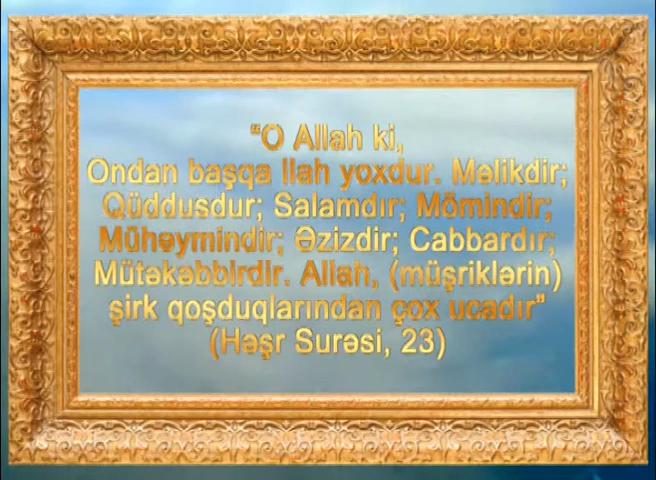 “O Allah ki,
Ondan başqa ilah yoxdur. Məlikdir;
Qüddusdur; Salamdır; Mömindir;
Müheymindir; Əzizdir; Cabbardır;
Mütəkəbbirdir. Allah, (müşriklərin)
şirk qoşduqlarından çox ucadır”
(Həşr Surəsi, 23)